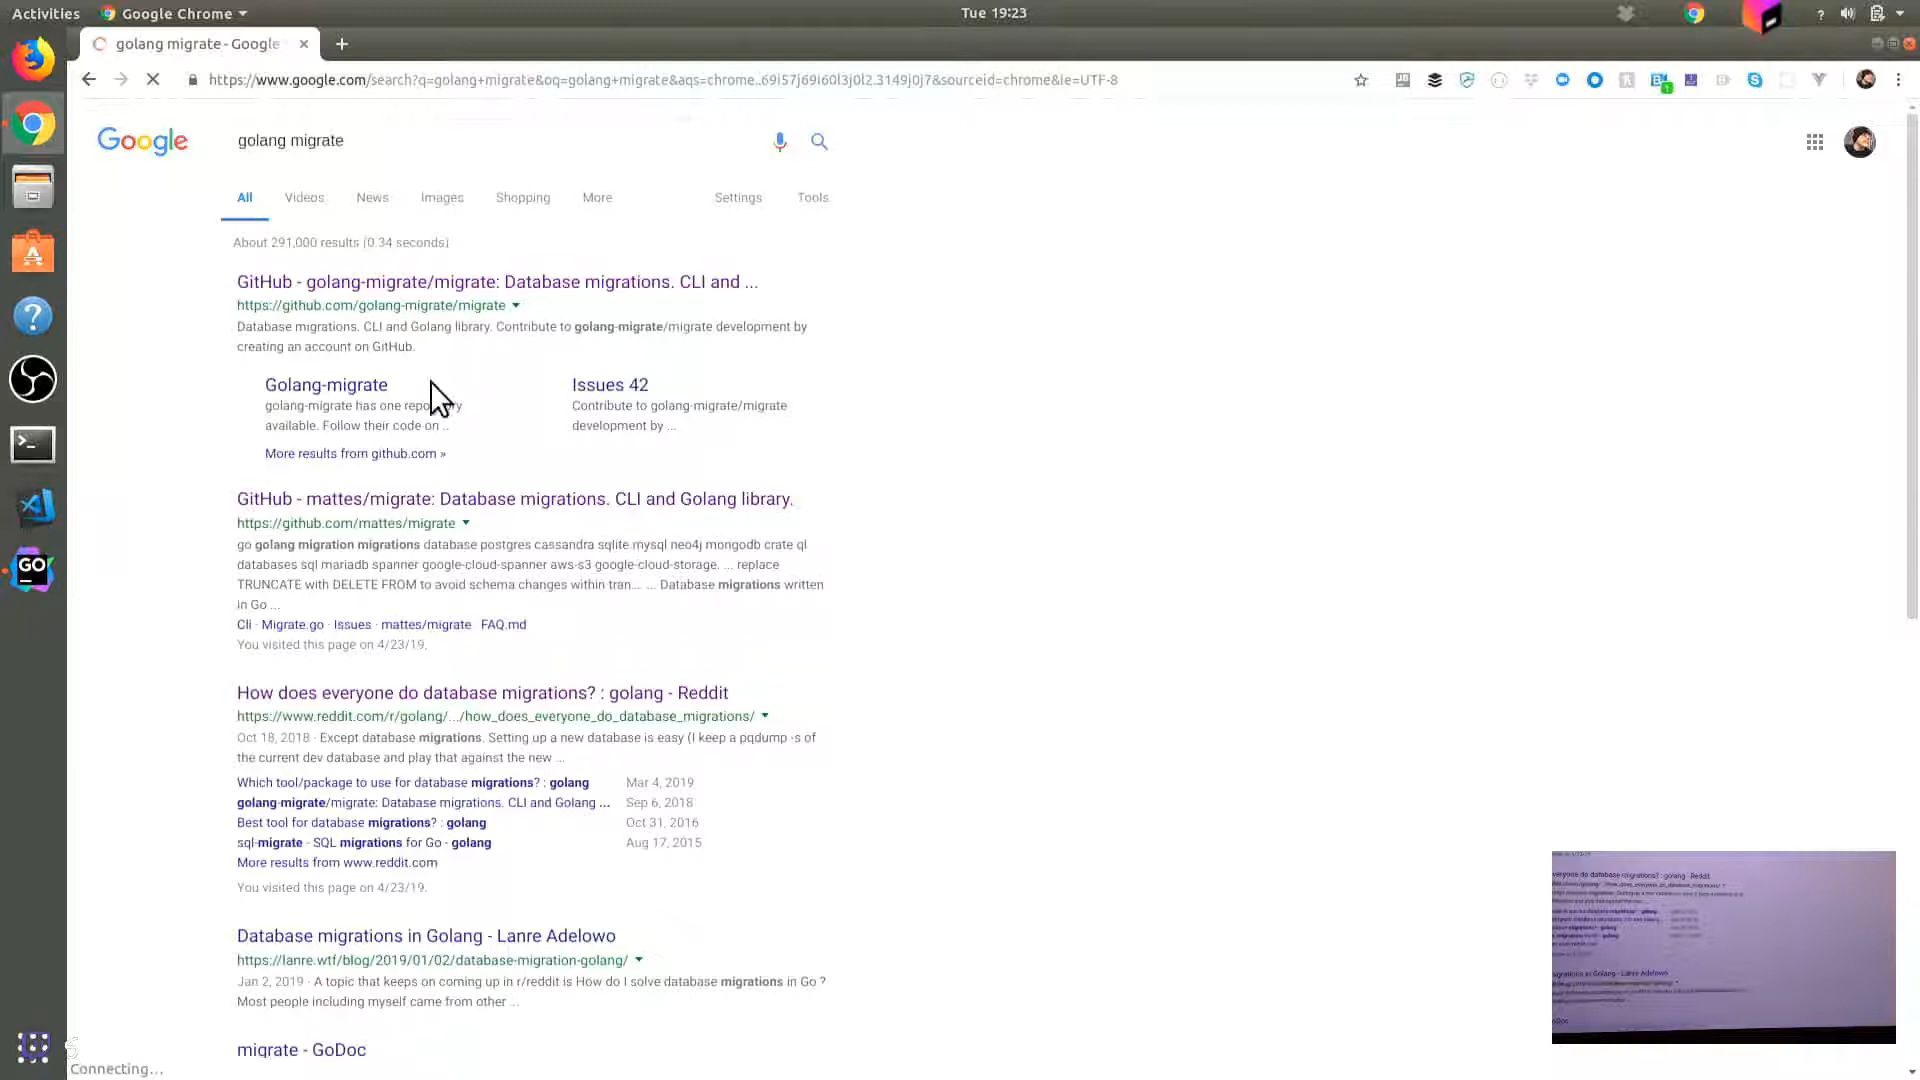 Activities
Google Chrome
Tue 19:23
?
golang migrate - Google
https://www.google.com/search?q=golang+migrate&oq=golang+migrate&aqs=chrome..69i57j69i60l3j0l2.3149j0j7&sourceid=chrome&ie=UTF-8
Google
golang migrate
All
Videos
News
Images
Shopping
More
Settings
Tools
About 291,000 results (0.34 seconds)
GitHub - golang-migrate/migrate: Database migrations. CLI and ...
https://github.com/golang-migrate/migrate
Database migrations. CLI and Golang library. Contribute to golang-migrate/migrate development by
creating an account on GitHub.
Golang-migrate
golang-migrate has one repository
available. Follow their code on ..
More results from github.com »
Issues 42
Contribute to golang-migrate/migrate
development by ...
GitHub - mattes/migrate: Database migrations. CLI and Golang library.
https://github.com/mattes/migrate
go golang migration migrations database postgres cassandra sqlite mysql neo4j mongodb crate ql
databases sql mariadb spanner google-cloud-spanner aws-s3 google-cloud-storage. ... replace
TRUNCATE with DELETE FROM to avoid schema changes within tran... ... Database migrations written
in Go ...
Cli · Migrate.go · Issues · mattes/migrate · FAQ.md
You visited this page on 4/23/19.
How does everyone do database migrations? : golang - Reddit
https://www.reddit.com/r/golang/.../how_does_everyone_do_database_migrations/
Oct 18, 2018 - Except database migrations. Setting up a new database is easy (I keep a pqdump -s of
the current dev database and play that against the new ...
Which tool/package to use for database migrations? : golang Mar 4, 2019
golang-migrate/migrate: Database migrations. CLI and Golang ... Sep 6, 2018
Best tool for database migrations? : golang Oct 31, 2016
sql-migrate - SQL migrations for Go - golang Aug 17, 2015
More results from www.reddit.com
You visited this page on 4/23/19.
Database migrations in Golang - Lanre Adelowo
https://lanre.wtf/blog/2019/01/02/database-migration-golang/
Jan 2, 2019 - A topic that keeps on coming up in r/reddit is How do I solve database migrations in Go ?
Most people including myself came from other ...
migrate - GoDoc
Connecting...
GO
everyone do database migrations? : golang - Reddit
migrations in Golang - Lanre Adelowo